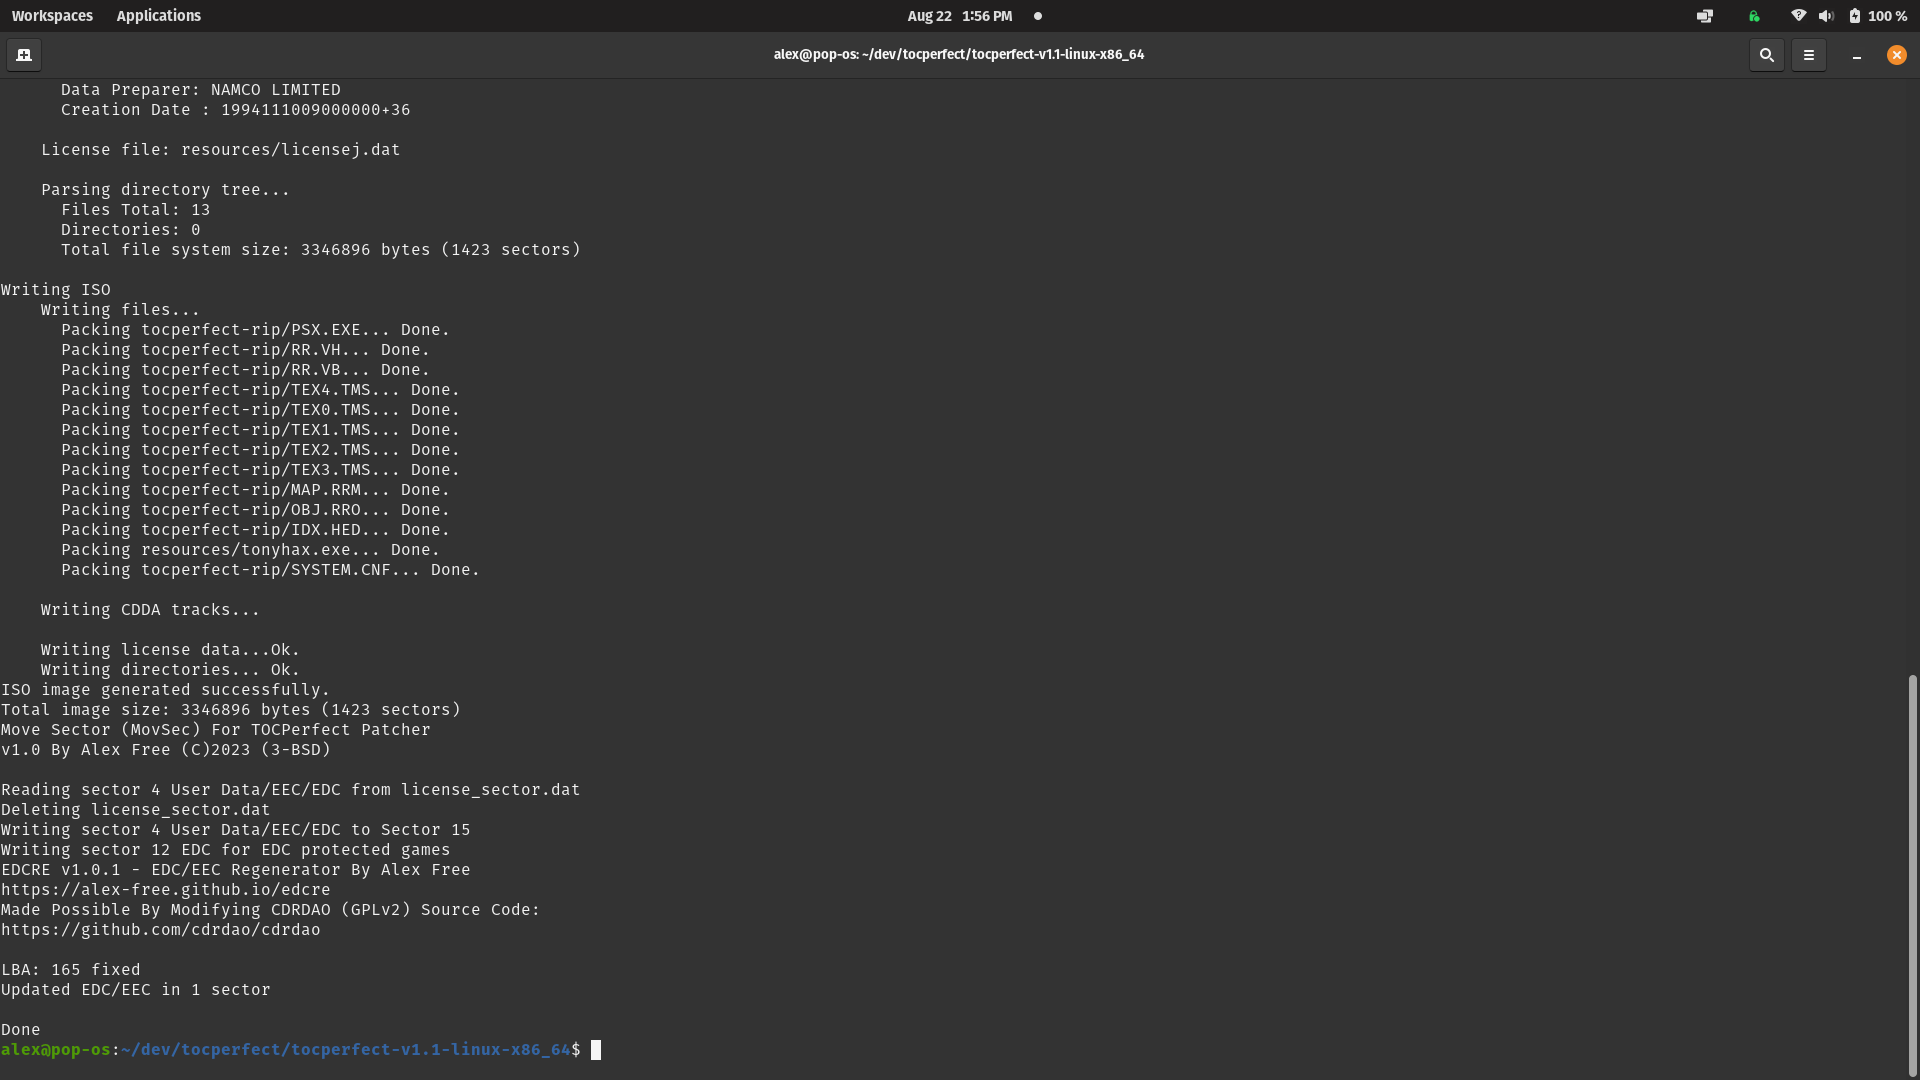 Workspaces Applications Aug 22 1:56 PM 100 %
alex@pop-os: ~/dev/tocperfect/tocperfect-v1.1-linux-x86_64
Data Preparer: NAMCO LIMITED
Creation Date : 1994111009000000+36
License file: resources/licensej.dat
Parsing directory tree...
Files Total: 13
Directories: 0
Total file system size: 3346896 bytes (1423 sectors)
Writing ISO
Writing files...
Packing tocperfect-rip/PSX.EXE... Done.
Packing tocperfect-rip/RR.VH... Done.
Packing tocperfect-rip/RR.VB... Done.
Packing tocperfect-rip/TEX4.TMS... Done.
Packing tocperfect-rip/TEX0.TMS... Done.
Packing tocperfect-rip/TEX1.TMS... Done.
Packing tocperfect-rip/TEX2.TMS... Done.
Packing tocperfect-rip/TEX3.TMS... Done.
Packing tocperfect-rip/MAP.RRM... Done.
Packing tocperfect-rip/OBJ.RRO... Done.
Packing tocperfect-rip/IDX.HED... Done.
Packing resources/tonyhax.exe... Done.
Packing tocperfect-rip/SYSTEM.CNF... Done.
Writing CDDA tracks...
Writing license data...Ok.
Writing directories... Ok.
ISO image generated successfully.
Total image size: 3346896 bytes (1423 sectors)
Move Sector (MovSec) For TOCPerfect Patcher
v1.0 By Alex Free (C)2023 (3-BSD)
Reading sector 4 User Data/EEC/EDC from license_sector.dat
Deleting license_sector.dat
Writing sector 4 User Data/EEC/EDC to Sector 15
Writing sector 12 EDC for EDC protected games
EDCRE v1.0.1 - EDC/EEC Regenerator By Alex Free
https://alex-free.github.io/edcre
Made Possible By Modifying CDRDAO (GPLv2) Source Code:
https://github.com/cdrdao/cdrdao
LBA: 165 fixed
Updated EDC/EEC in 1 sector
Done
alex@pop-os:~/dev/tocperfect/tocperfect-v1.1-linux-x86_64$